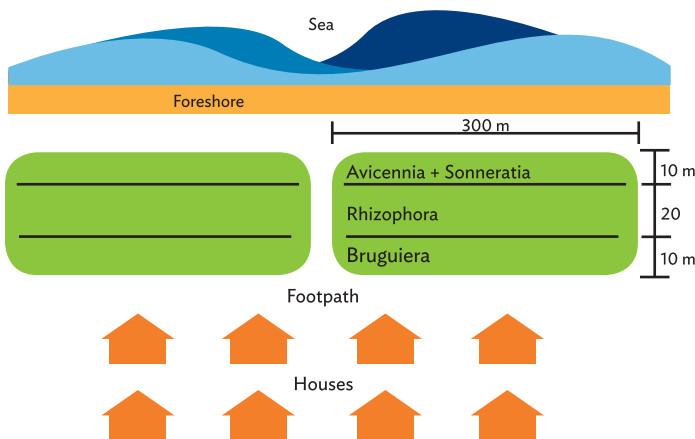 Sea
Foreshore
300 m
Avicennia + Sonneratia
10 m
Rhizophora
20
Bruguiera
10 m
Footpath
Houses